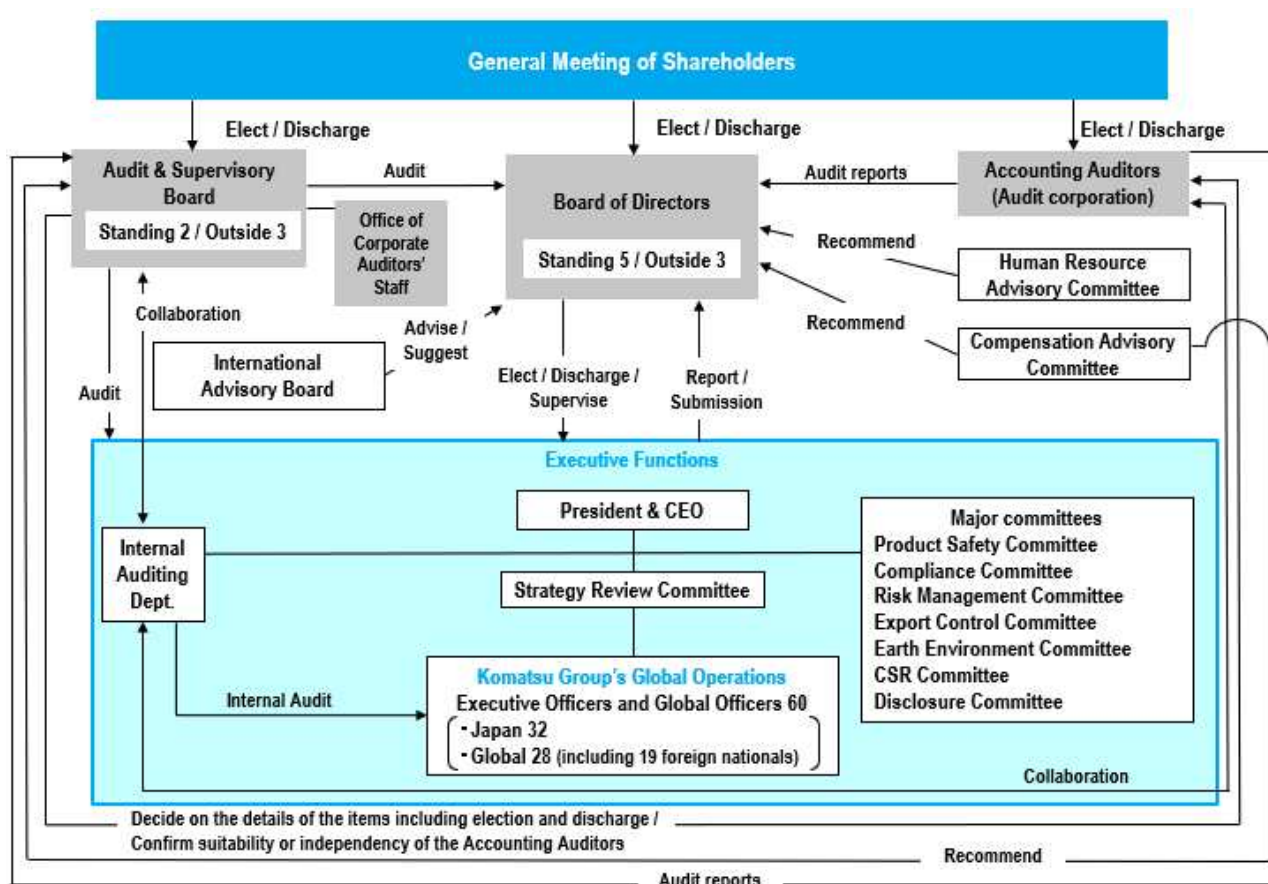 General Meeting of Shareholders
Elect / Discharge
Elect / Discharge
Elect / Discharge
Audit & Supervisory
Board
Standing 2 / Outside 3
Audit
Office of
Corporate
Auditors'
Staff
Board of Directors
Standing 5 / Outside 3
Audit reports
Accounting Auditors
(Audit corporation)
Recommend
Human Resource
Advisory Committee
Recommend
Compensation Advisory
Committee
Collaboration
International
Advisory Board
Advise /
Suggest
Audit
Elect / Discharge /
Supervise
Report /
Submission
Executive Functions
President & CEO
Strategy Review Committee
Internal
Auditing
Dept.
Major committees
Product Safety Committee
Compliance Committee
Risk Management Committee
Export Control Committee
Earth Environment Committee
CSR Committee
Disclosure Committee
Internal Audit
Komatsu Group's Global Operations
Executive Officers and Global Officers 60
- Japan 32
- Global 28 (including 19 foreign nationals)
Collaboration
Decide on the details of the items including election and discharge /
Confirm suitability or independency of the Accounting Auditors
Recommend
Audit reports